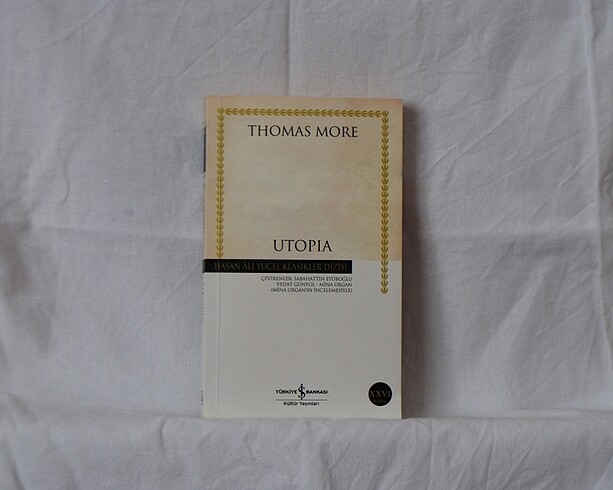 THOMAS MORE
UTOPIA
HASAN ALİ YÜCEL KLASİKLER DİZİSİ
ÇEVİRENLER: SABAHATTİN EYÜBOĞLU
VEDAT GÜNYOL - MİNA URGAN
(MİNA URGAN'IN İNCELEMESİYLE)
TÜRKİYE İŞ BANKASI
Kültür Yayınları
XXVI